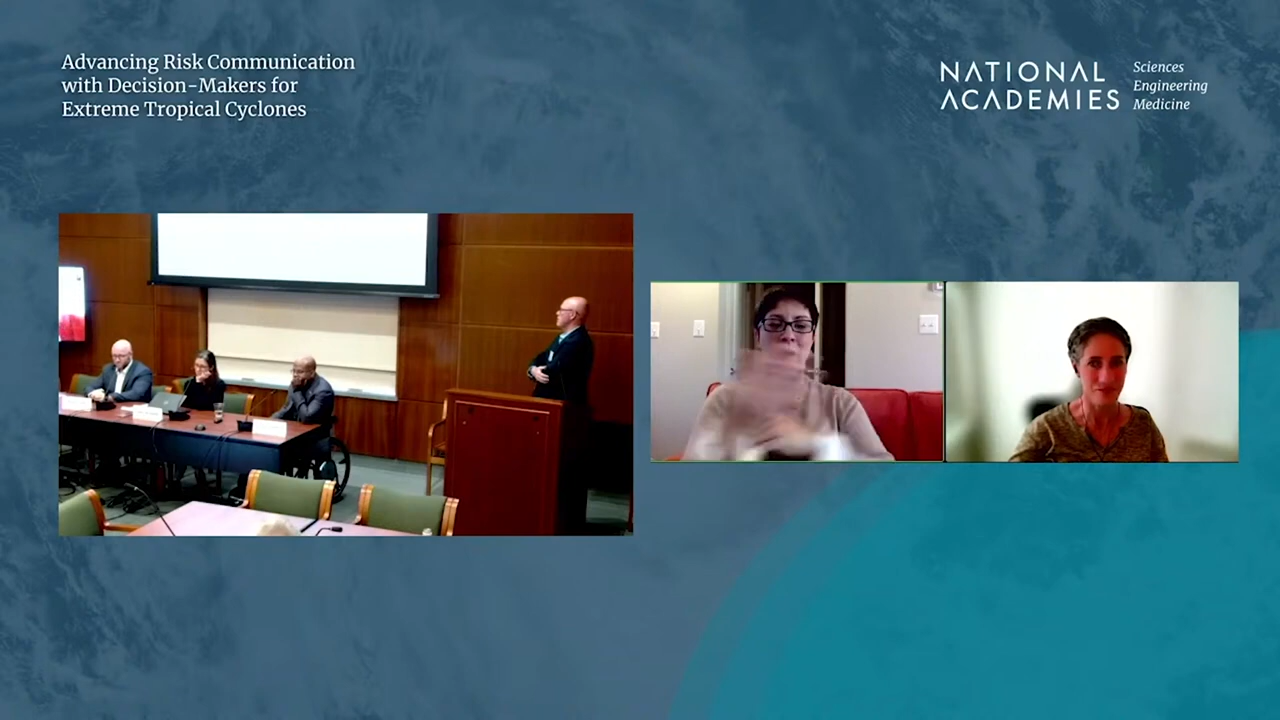 Advancing Risk Communication
with Decision-Makers for
Extreme Tropical Cyclones
NATIONAL
ACADEMIES
Sciences
Engineering
Medicine